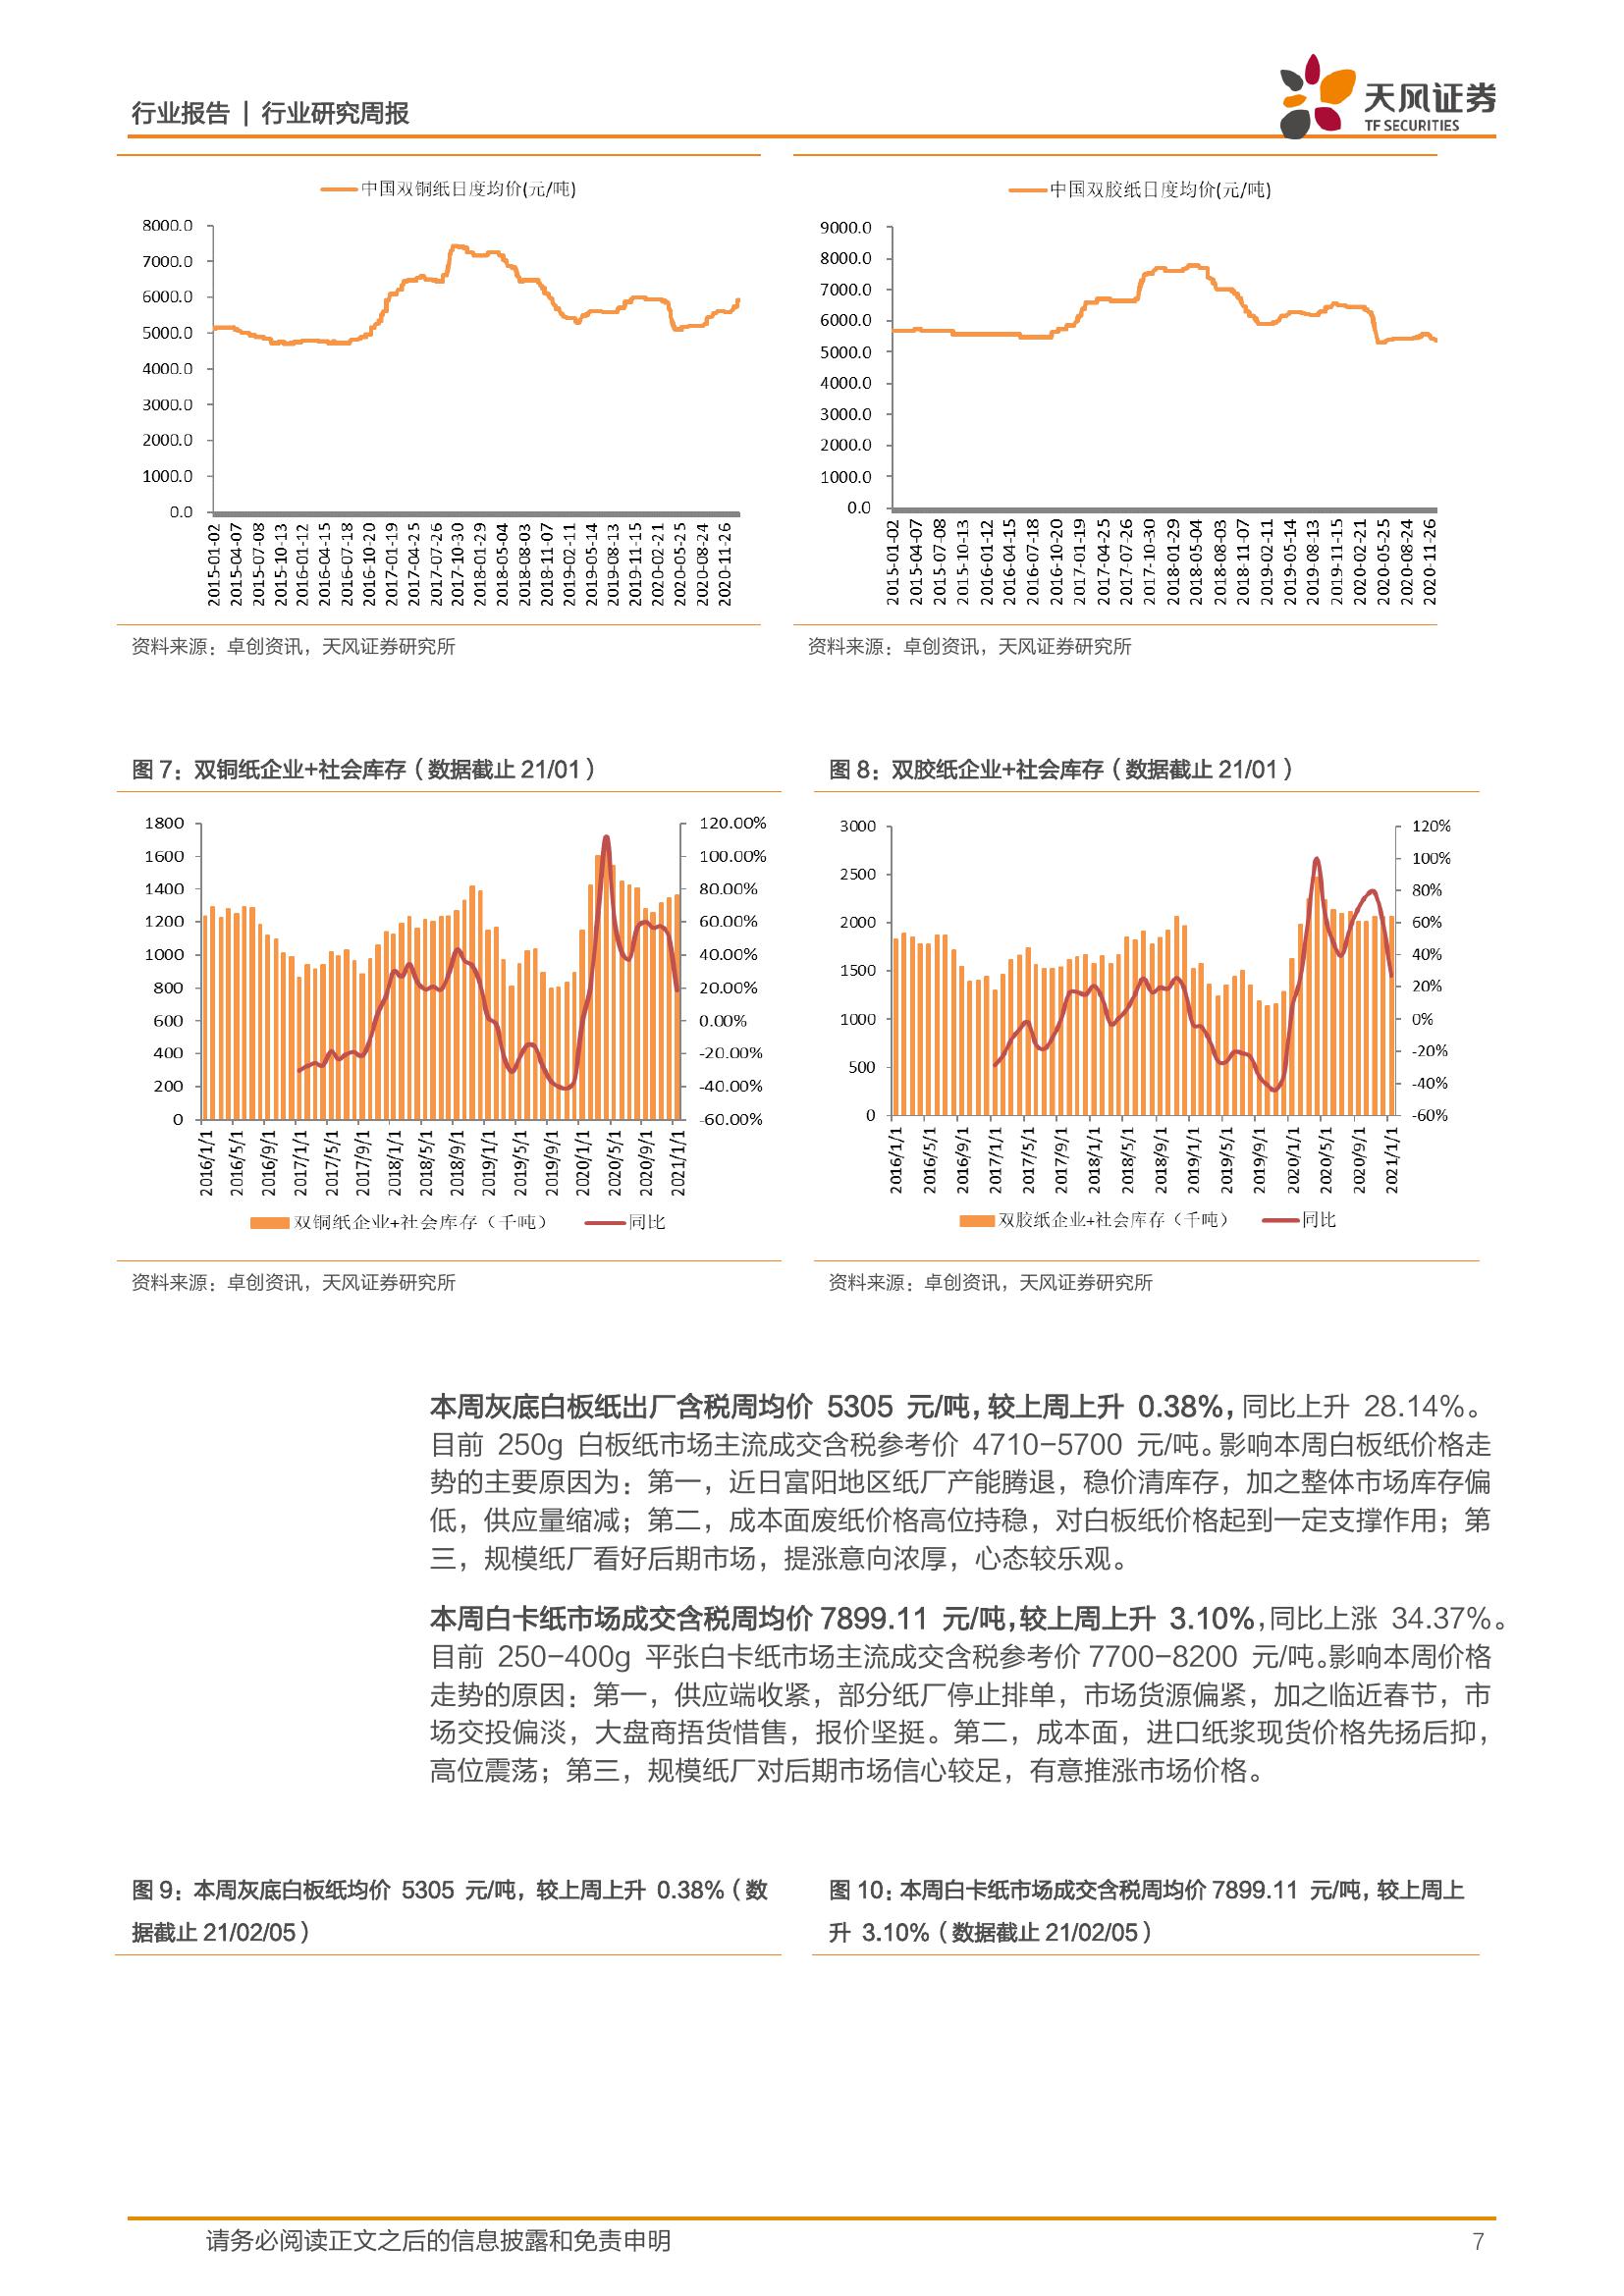 行业报告 | 行业研究周报
天风证券
TF SECURITIES
中国双铜纸日度均价(元/吨)
8000.0
7000.0
6000.0
5000.0
4000.0
3000.0
2000.0
1000.0
0.0
2015-01-02 2015-04-07 2015-07-08 2015-10-13 2016-01-12 2016-04-15 2016-07-18 2016-10-20 2017-01-19 2017-04-25 2017-07-26 2017-10-30 2018-01-29 2018-05-04 2018-08-03 2018-11-07 2019-02-11 2019-05-14 2019-08-13 2019-11-15 2020-02-21 2020-05-25 2020-08-24 2020-11-26
资料来源：卓创资讯，天风证券研究所
中国双胶纸日度均价(元/吨)
9000.0
8000.0
7000.0
6000.0
5000.0
4000.0
3000.0
2000.0
1000.0
0.0
2015-01-02 2015-04-07 2015-07-08 2015-10-13 2016-01-12 2016-04-15 2016-07-18 2016-10-20 2017-01-19 2017-04-25 2017-07-26 2017-10-30 2018-01-29 2018-05-04 2018-08-03 2018-11-07 2019-02-11 2019-05-14 2019-08-13 2019-11-15 2020-02-21 2020-05-25 2020-08-24 2020-11-26
资料来源：卓创资讯，天风证券研究所
图 7：双铜纸企业+社会库存（数据截止 21/01）
1800 120.00%
1600 100.00%
1400 80.00%
1200 60.00%
1000 40.00%
800 20.00%
600 0.00%
400 -20.00%
200 -40.00%
0 -60.00%
2016/1/1 2016/5/1 2016/9/1 2017/1/1 2017/5/1 2017/9/1 2018/1/1 2018/5/1 2018/9/1 2019/1/1 2019/5/1 2019/9/1 2020/1/1 2020/5/1 2020/9/1 2021/1/1
双铜纸企业+社会库存（千吨） 同比
资料来源：卓创资讯，天风证券研究所
图 8：双胶纸企业+社会库存（数据截止 21/01）
3000 120%
100%
2500 80%
2000 60%
40%
1500 20%
1000 0%
-20%
500 -40%
0 -60%
2016/1/1 2016/5/1 2016/9/1 2017/1/1 2017/5/1 2017/9/1 2018/1/1 2018/5/1 2018/9/1 2019/1/1 2019/5/1 2019/9/1 2020/1/1 2020/5/1 2020/9/1 2021/1/1
双胶纸企业+社会库存（千吨） 同比
资料来源：卓创资讯，天风证券研究所
本周灰底白板纸出厂含税周均价 5305 元/吨，较上周上升 0.38%，同比上升 28.14%。
目前 250g 白板纸市场主流成交含税参考价 4710-5700 元/吨。影响本周白板纸价格走
势的主要原因为：第一，近日富阳地区纸厂产能腾退，稳价清库存，加之整体市场库存偏
低，供应量缩减；第二，成本面废纸价格高位持稳，对白板纸价格起到一定支撑作用；第
三，规模纸厂看好后期市场，提涨意向浓厚，心态较乐观。
本周白卡纸市场成交含税周均价 7899.11 元/吨，较上周上升 3.10%，同比上涨 34.37%。
目前 250-400g 平张白卡纸市场主流成交含税参考价 7700-8200 元/吨。影响本周价格
走势的原因：第一，供应端收紧，部分纸厂停止排单，市场货源偏紧，加之临近春节，市
场交投偏淡，大盘商捂货惜售，报价坚挺。第二，成本面，进口纸浆现货价格先扬后抑，
高位震荡；第三，规模纸厂对后期市场信心较足，有意推涨市场价格。
图 9：本周灰底白板纸均价 5305 元/吨，较上周上升 0.38%（数
据截止 21/02/05）
图 10：本周白卡纸市场成交含税周均价 7899.11 元/吨，较上周上
升 3.10%（数据截止 21/02/05）
请务必阅读正文之后的信息披露和免责申明
7